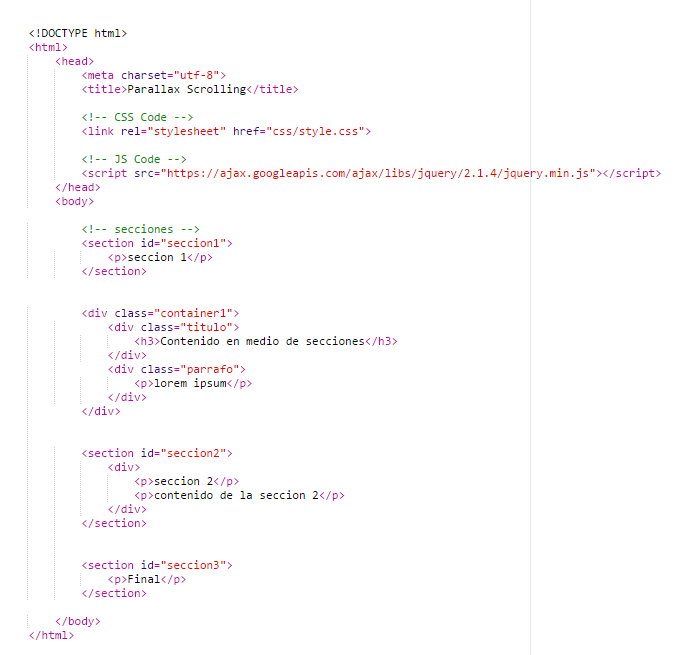 <!DOCTYPE html>
<html>
<head>
<meta charset="utf-8">
<title>Parallax Scrolling</title>
<!-- CSS Code -->
<link rel="stylesheet" href="css/style.css">
<!-- JS Code -->
<script src="https://ajax.googleapis.com/ajax/libs/jquery/2.1.4/jquery.min.js"></script>
</head>
<body>
<!-- secciones -->
<section id="seccion1">
<p>seccion 1</p>
</section>
<div class="container1">
<div class="titulo">
<h3>Contenido en medio de secciones</h3>
</div>
<div class="parrafo">
<p>lorem ipsum</p>
</div>
</div>
<section id="seccion2">
<div>
<p>seccion 2</p>
<p>contenido de la seccion 2</p>
</div>
</section>
<section id="seccion3">
<p>Final</p>
</section>
</body>
</html>